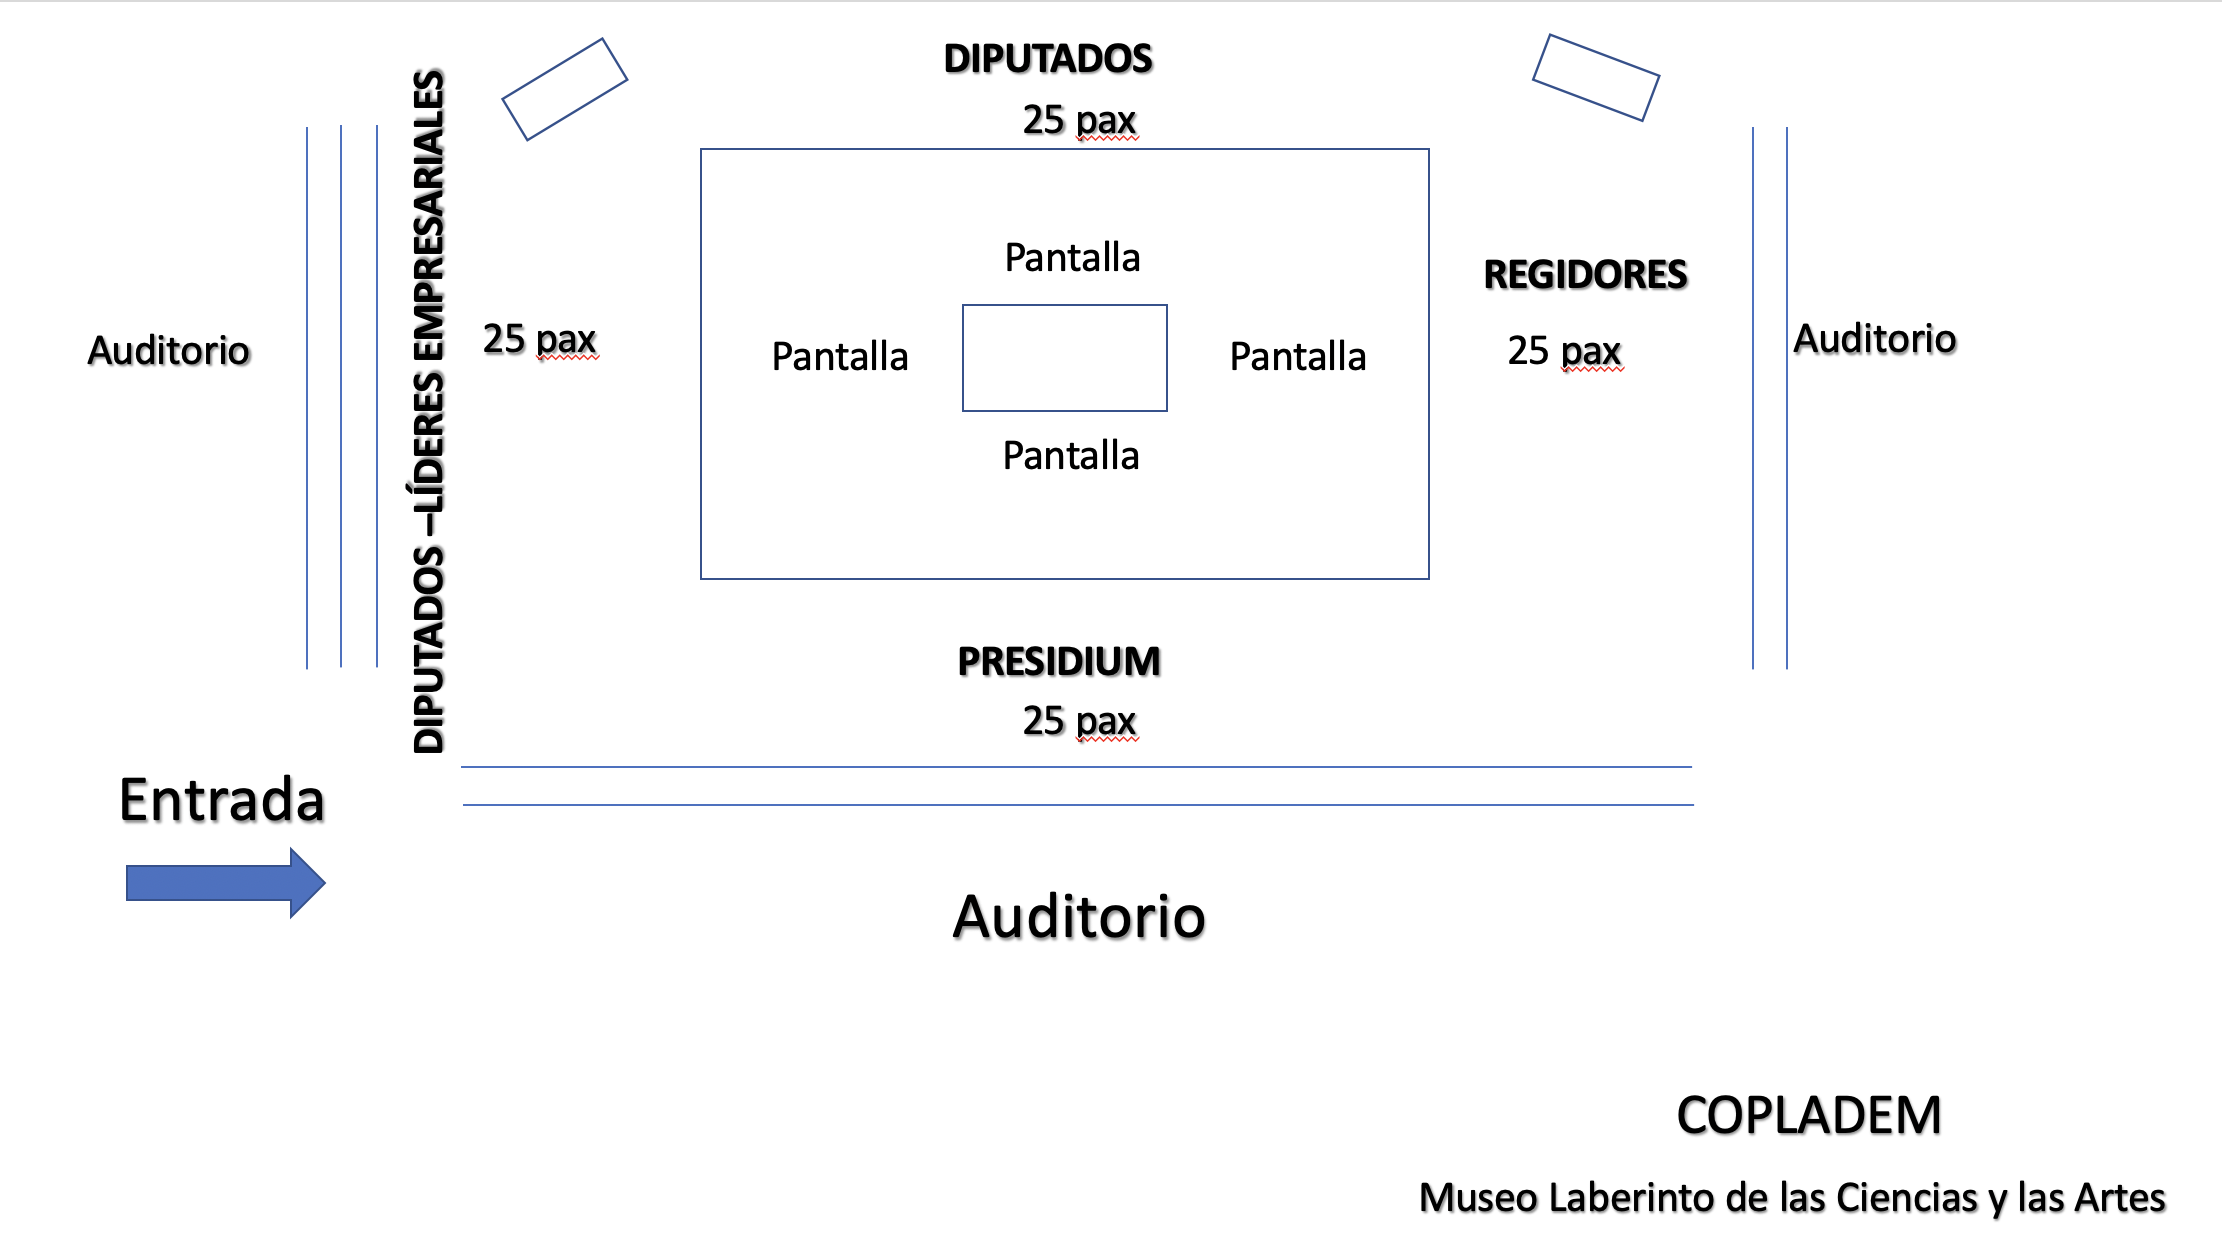 DIPUTADOS
25 pax
DIPUTADOS –LÍDERES EMPRESARIALES
Pantalla
REGIDORES
Auditorio
25 pax
Pantalla
Pantalla
25 pax
Auditorio
Pantalla
PRESIDIUM
25 pax
Entrada
Auditorio
COPLADEM
Museo Laberinto de las Ciencias y las Artes